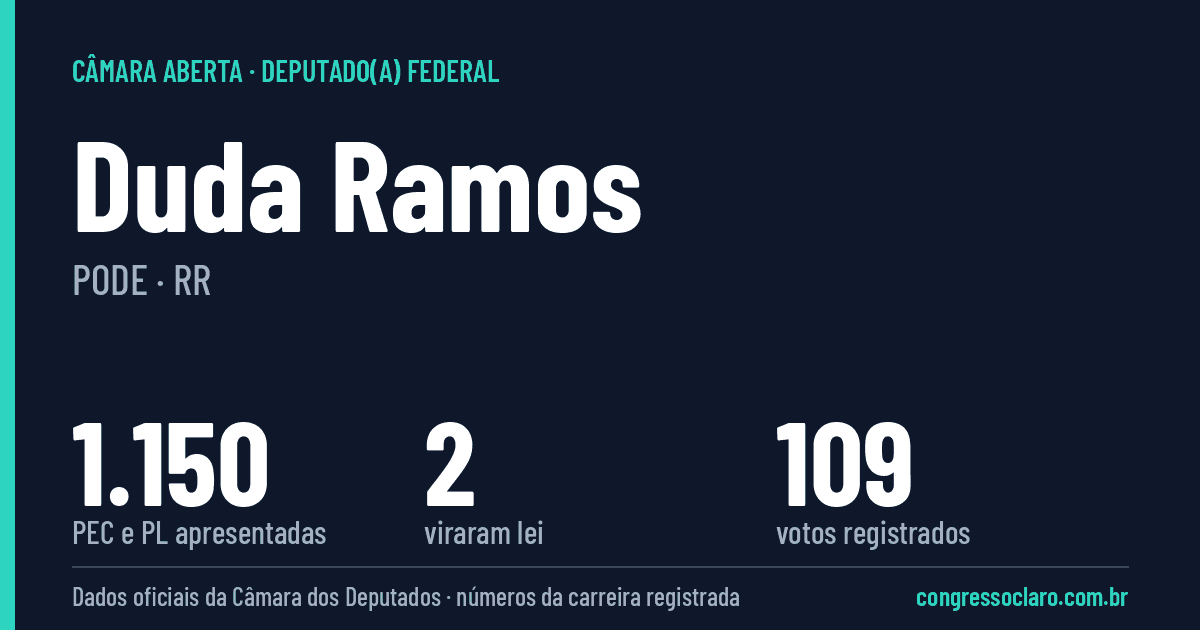 CÂMARA ABERTA · DEPUTADO(A) FEDERAL
Duda Ramos
PODE · RR
1.150 2 109
PEC e PL apresentadas viraram lei votos registrados
Dados oficiais da Câmara dos Deputados · números da carreira registrada congressoclaro.com.br